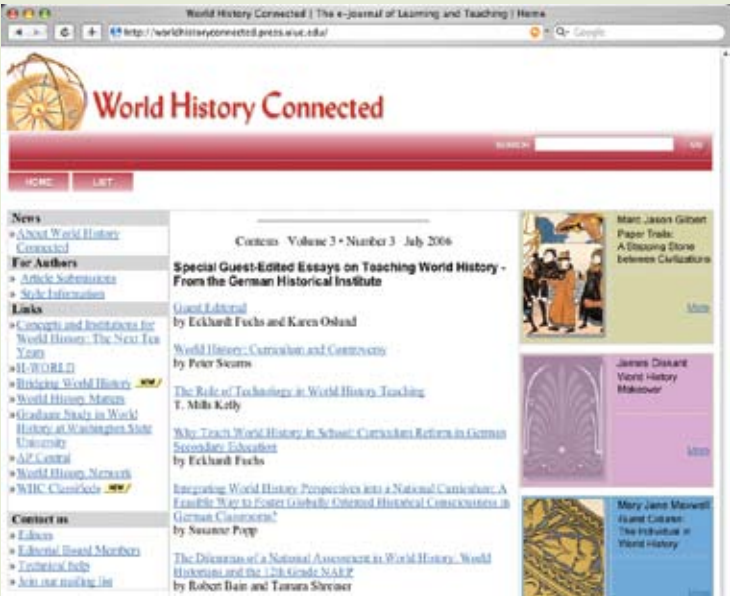 World History Connected | The e-journal of Learning and Teaching | Home
http://worldhistoryconnected.press.uiuc.edu/
Google
World History Connected
SEARCH
GO
HOME
LIST
News
» About World History
Connected
For Authors
» Article Submissions
» Style Information
Links
» Concepts and Institutions for
World History: The Next Ten
Years
» H-WORLD
» Bridging World History NEW!
» World History Matters
» Graduate Study in World
History at Washington State
University
» AP Central
» World History Network
» WHC Classifieds NEW!
Contact us
» Editors
» Editorial Board Members
» Technical help
» Join our mailing list
Contents Volume 3 • Number 3 July 2006
Special Guest-Edited Essays on Teaching World History -
From the German Historical Institute
Guest Editorial
by Eckhardt Fuchs and Karen Oslund
World History: Curriculum and Controversy
by Peter Stearns
The Role of Technology in World History Teaching
T. Mills Kelly
Why Teach World History in School: Curriculum Reform in German
Secondary Education
by Eckhardt Fuchs
Integrating World History Perspectives into a National Curriculum: A
Feasible Way to Foster Globally Oriented Historical Consciousness in
German Classrooms?
by Susanne Popp
The Dilemmas of a National Assessment in World History: World
Historians and the 12th Grade NAEP
by Robert Bain and Tamara Shreiner
Marc Jason Gilbert
Paper Trails:
A Stepping Stone
between Civilizations
More
James Diskant
World History
Makeover
More
Mary Jane Maxwell
Guest Column:
The Individual in
World History
More